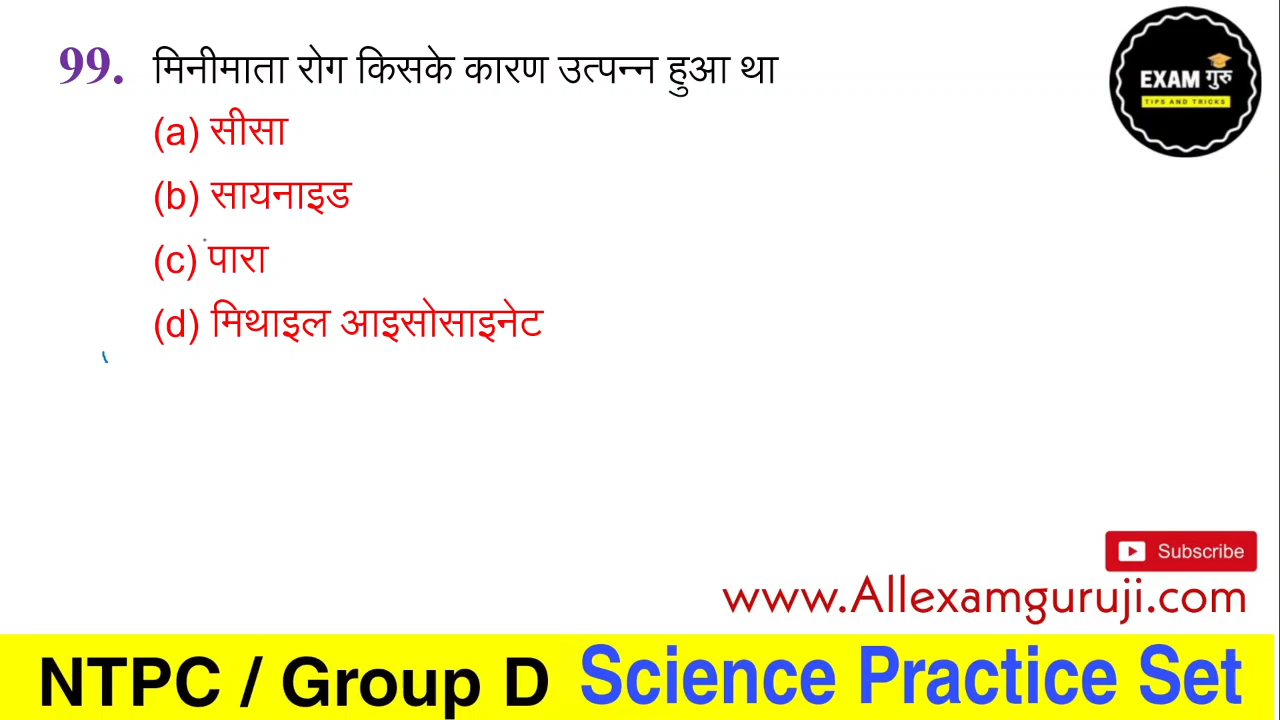 99. मिनीमाता रोग किसके कारण उत्पन्न हुआ था
EXAM गुरु
TIPS AND TRICKS
(a) सीसा
(b) सायनाइड
(c) पारा
(d) मिथाइल आइसोसाइनेट
Subscribe
www.Allexamguruji.com
NTPC / Group D Science Practice Set